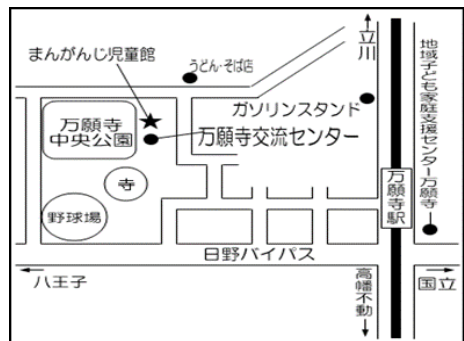 まんがんじ児童館
うどん・そば店
立川
地域子ども家庭支援センター万願寺
ガソリンスタンド
万願寺
中央公園
万願寺交流センター
寺
万願寺駅
野球場
日野バイパス
八王子
高幡不動
国立